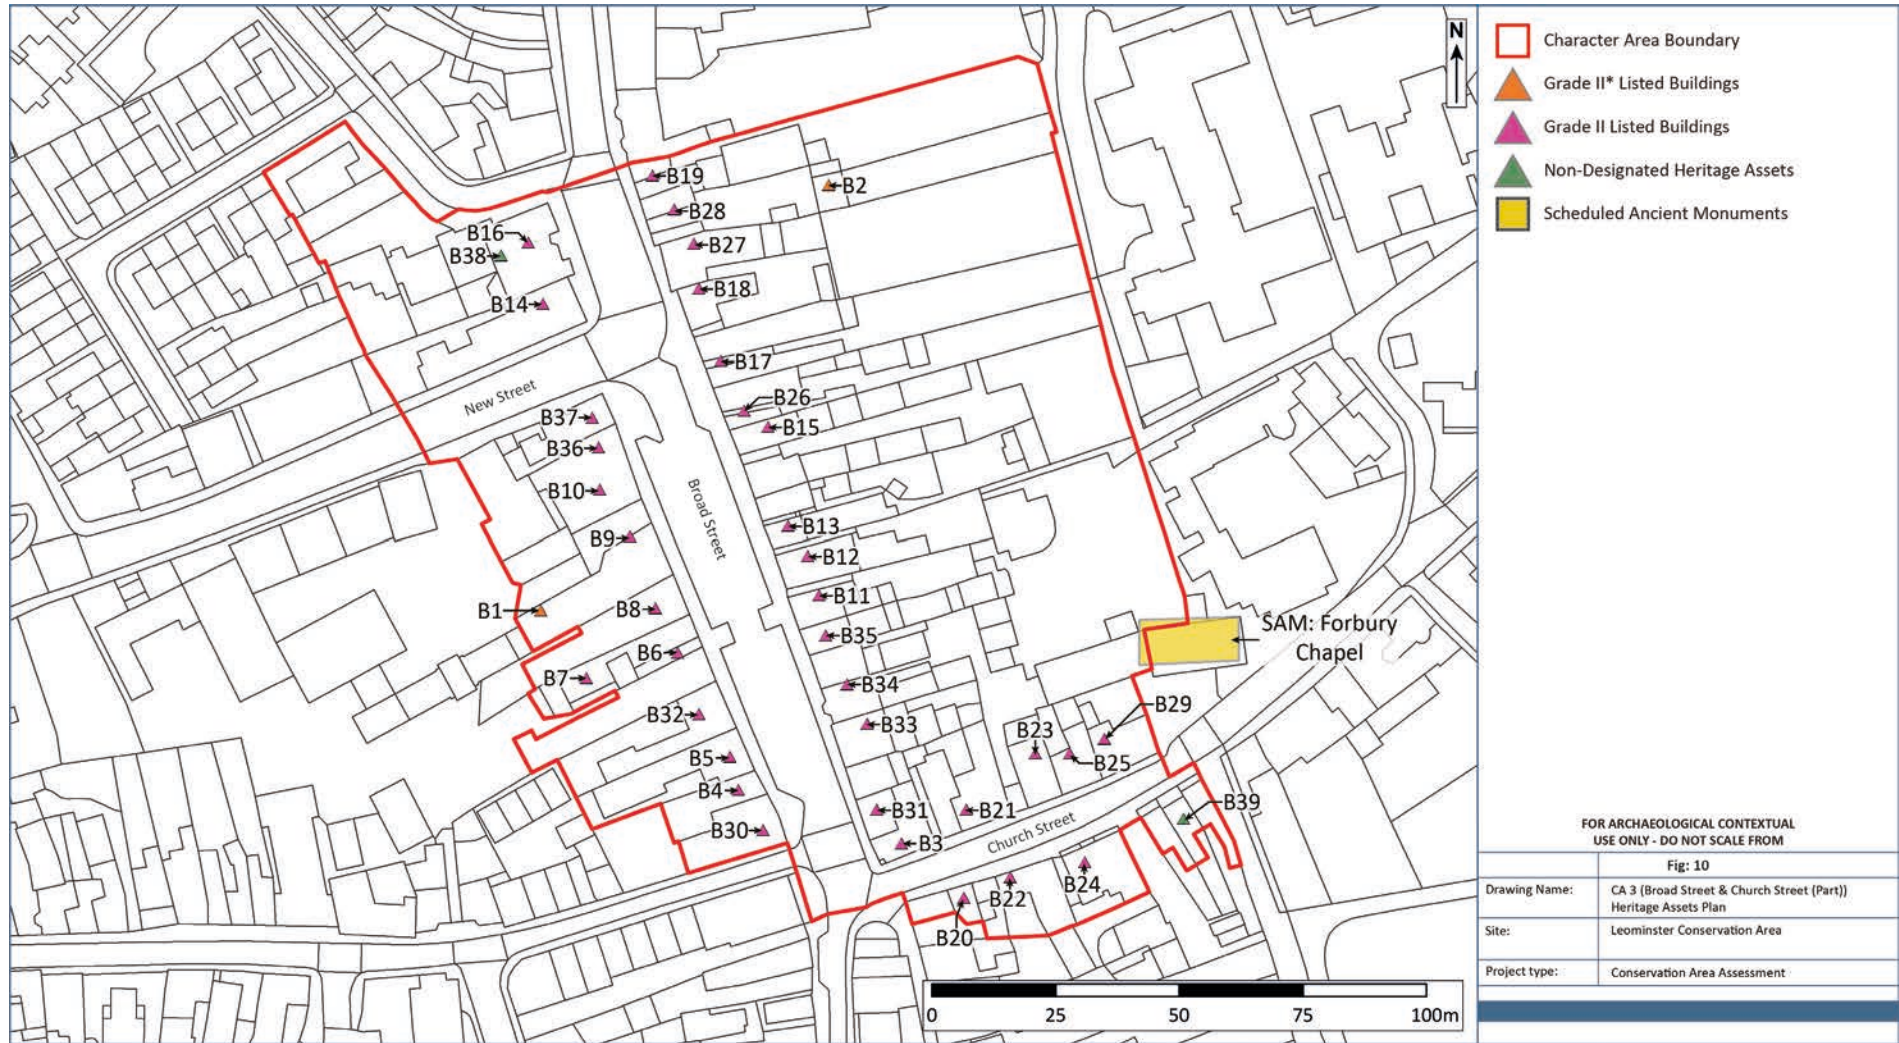 N
B19
B2
B28
B16
B27
B38
B18
B14
B17
New Street
B26
B37
B15
B36
B10
Broad Street
B13
B9
B12
B11
B1
B8
SAM: Forbury
Chapel
B35
B6
B7
B34
B29
B32
B33
B23
B5
B25
B4
B39
B31
B21
B30
Church Street
B3
B24
B22
B20
0 25 50 75 100m
Character Area Boundary
Grade II* Listed Buildings
Grade II Listed Buildings
Non-Designated Heritage Assets
Scheduled Ancient Monuments
FOR ARCHAEOLOGICAL CONTEXTUAL
USE ONLY - DO NOT SCALE FROM
Fig: 10
Drawing Name: CA 3 (Broad Street & Church Street (Part))
Heritage Assets Plan
Site: Leominster Conservation Area
Project type: Conservation Area Assessment